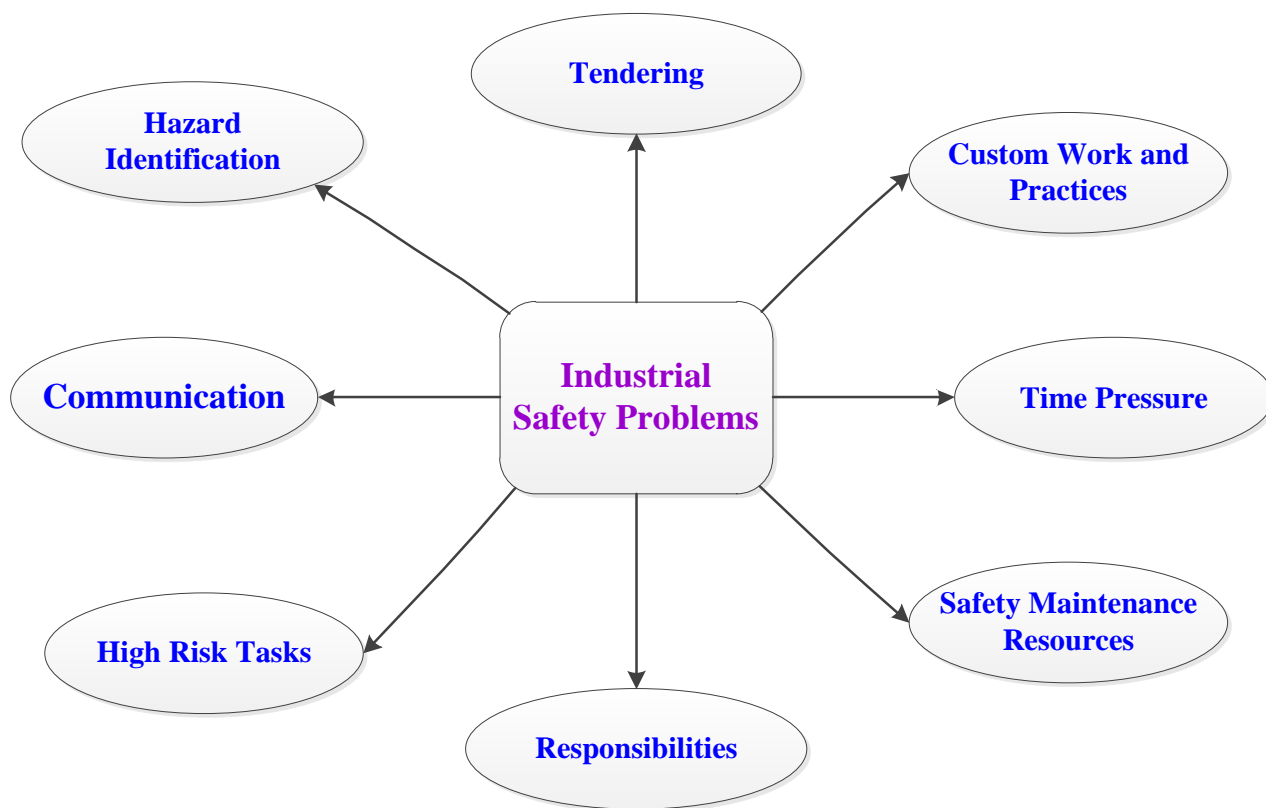 Tendering
Hazard
Identification
Custom Work and
Practices
Industrial
Safety Problems
Communication
Time Pressure
High Risk Tasks
Safety Maintenance
Resources
Responsibilities